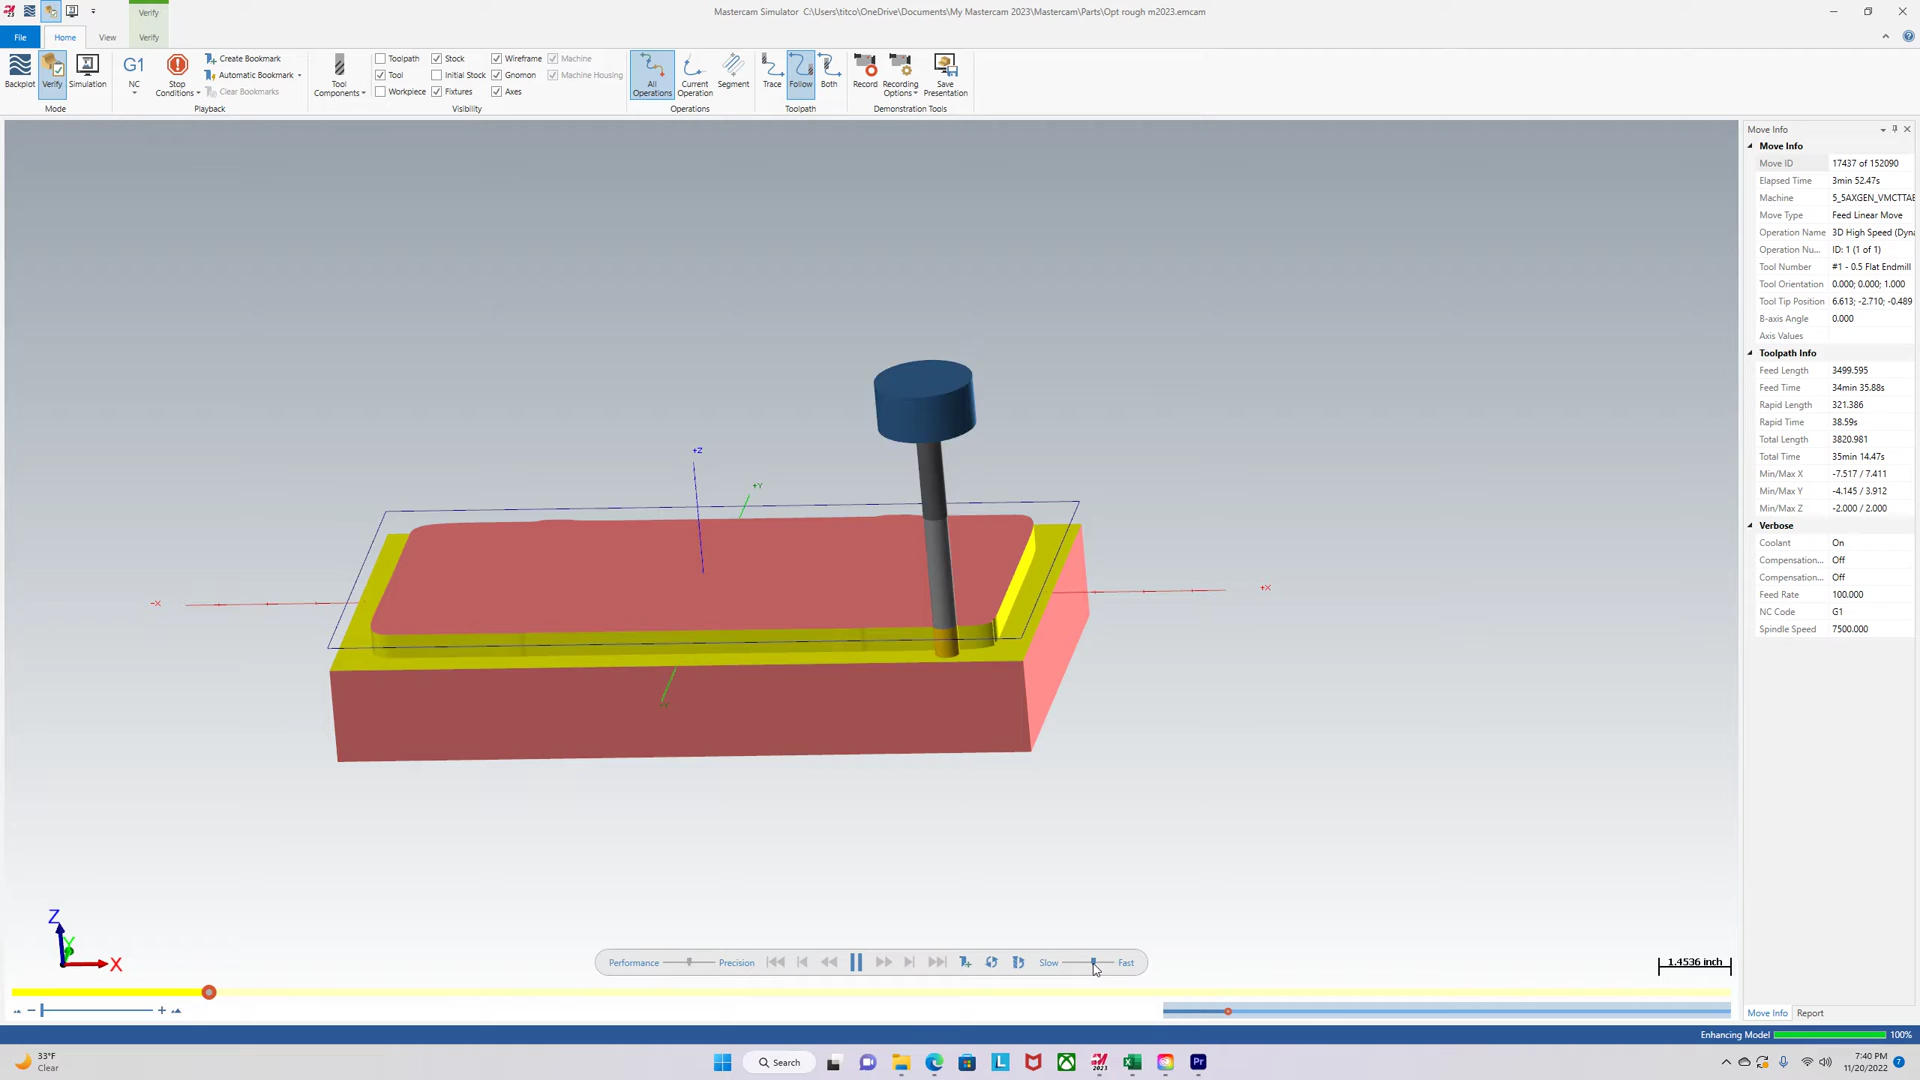 Verify
Mastercam Simulator C:\Users\titco\OneDrive\Documents\My Mastercam 2023\Mastercam\Parts\Opt rough m2023.emcam
File Home View Verify
Backplot Verify Simulation
Mode
G1
NC
Stop Conditions
Create Bookmark
Automatic Bookmark
Clear Bookmarks
Playback
Tool Components
Toolpath Stock Wireframe Machine
Tool Initial Stock Gnomon Machine Housing
Workpiece Fixtures Axes
Visibility
All Operations
Current Operation
Segment
Operations
Trace Follow Both
Toolpath
Record
Recording Options
Save Presentation
Demonstration Tools
Move Info
Move Info
Move ID 17437 of 152090
Elapsed Time 3min 52.47s
Machine 5_5AXGEN_VMCTTAB
Move Type Feed Linear Move
Operation Name 3D High Speed (Dyna
Operation Nu... ID: 1 (1 of 1)
Tool Number #1 - 0.5 Flat Endmill
Tool Orientation 0.000; 0.000; 1.000
Tool Tip Position 6.613; -2.710; -0.489
B-axis Angle 0.000
Axis Values
Toolpath Info
Feed Length 3499.595
Feed Time 34min 35.88s
Rapid Length 321.386
Rapid Time 38.59s
Total Length 3820.981
Total Time 35min 14.47s
Min/Max X -7.517 / 7.411
Min/Max Y -4.145 / 3.912
Min/Max Z -2.000 / 2.000
Verbose
Coolant On
Compensation... Off
Compensation... Off
Feed Rate 100.000
NC Code G1
Spindle Speed 7500.000
+Z
+Y
-X
+X
-Y
Z
Y
X
Performance Precision Slow Fast
1.4536 inch
Move Info Report
Enhancing Model 100%
33°F
Clear
Search
L
2023
Pr
7:40 PM
11/20/2022
7